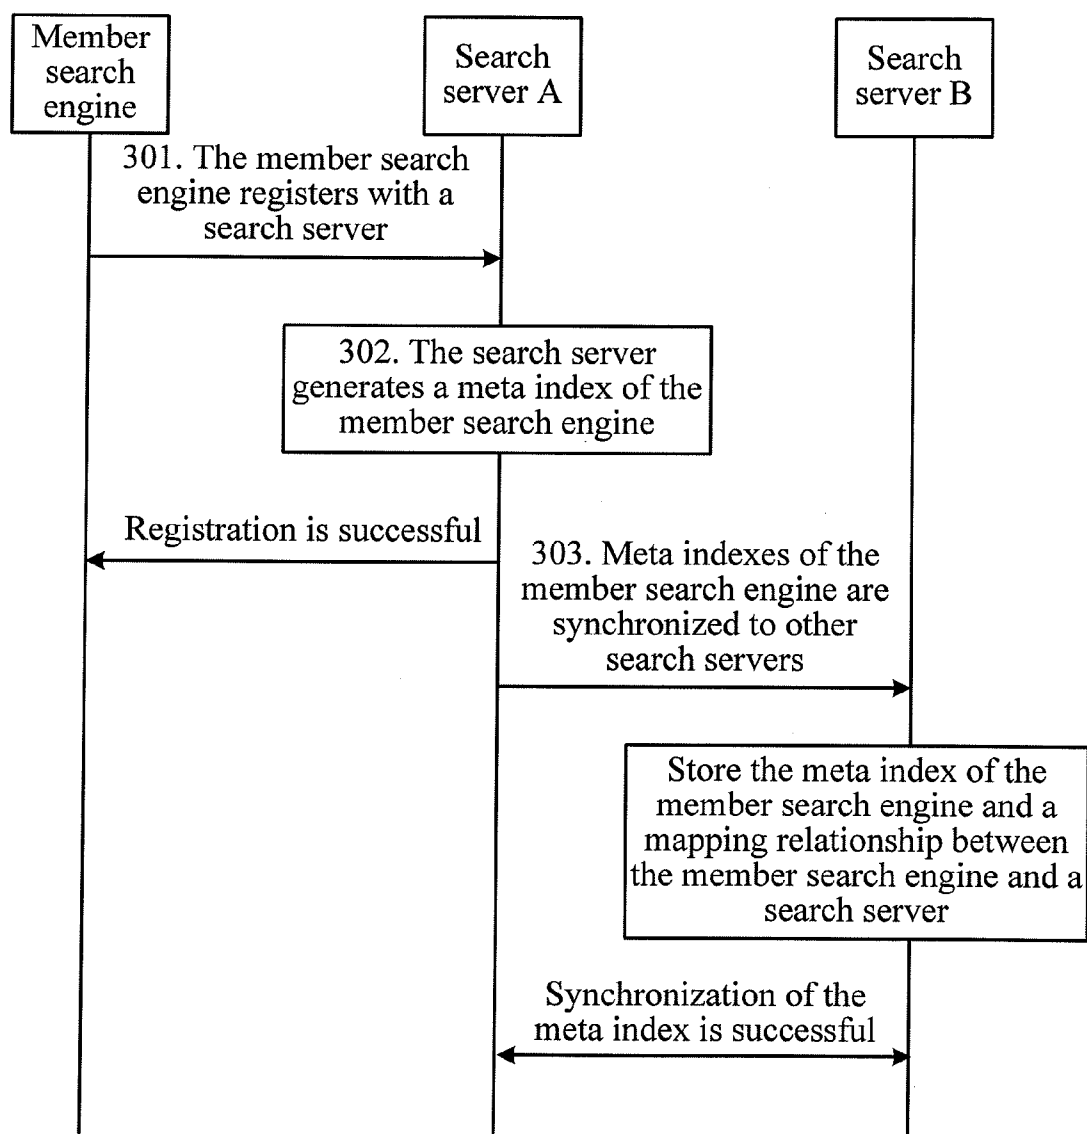 Member
search
engine
Search
server A
Search
server B
301. The member search
engine registers with a
search server
302. The search server
generates a meta index of the
member search engine
Registration is successful
303. Meta indexes of the
member search engine are
synchronized to other
search servers
Store the meta index of the
member search engine and a
mapping relationship between
the member search engine and a
search server
Synchronization of the
meta index is successful